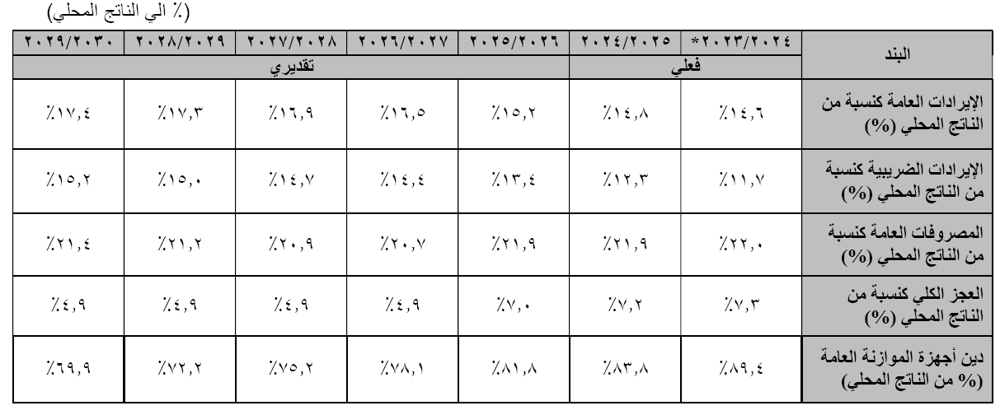 (٪ الي الناتج المحلي)
البند ٢٠٢٣/٢٠٢٤* ٢٠٢٤/٢٠٢٥ ٢٠٢٥/٢٠٢٦ ٢٠٢٦/٢٠٢٧ ٢٠٢٧/٢٠٢٨ ٢٠٢٨/٢٠٢٩ ٢٠٢٩/٢٠٣٠
فعلي تقديري
الإيرادات العامة كنسبة من
الناتج المحلي (%) ٪١٤,٦ ٪١٤,٨ ٪١٥,٢ ٪١٦,٥ ٪١٦,٩ ٪١٧,٣ ٪١٧,٤
الإيرادات الضريبية كنسبة
من الناتج المحلي (%) ٪١١,٧ ٪١٢,٣ ٪١٣,٤ ٪١٤,٤ ٪١٤,٧ ٪١٥,٠ ٪١٥,٢
المصروفات العامة كنسبة
من الناتج المحلي (%) ٪٢٢,٠ ٪٢١,٩ ٪٢١,٩ ٪٢٠,٧ ٪٢٠,٩ ٪٢١,٢ ٪٢١,٤
العجز الكلي كنسبة من
الناتج المحلي (%) ٪٧,٣ ٪٧,٢ ٪٧,٠ ٪٤,٩ ٪٤,٩ ٪٤,٩ ٪٤,٩
دين أجهزة الموازنة العامة
(% من الناتج المحلي) ٪٨٩,٤ ٪٨٣,٨ ٪٨١,٨ ٪٧٨,١ ٪٧٥,٢ ٪٧٢,٢ ٪٦٩,٩